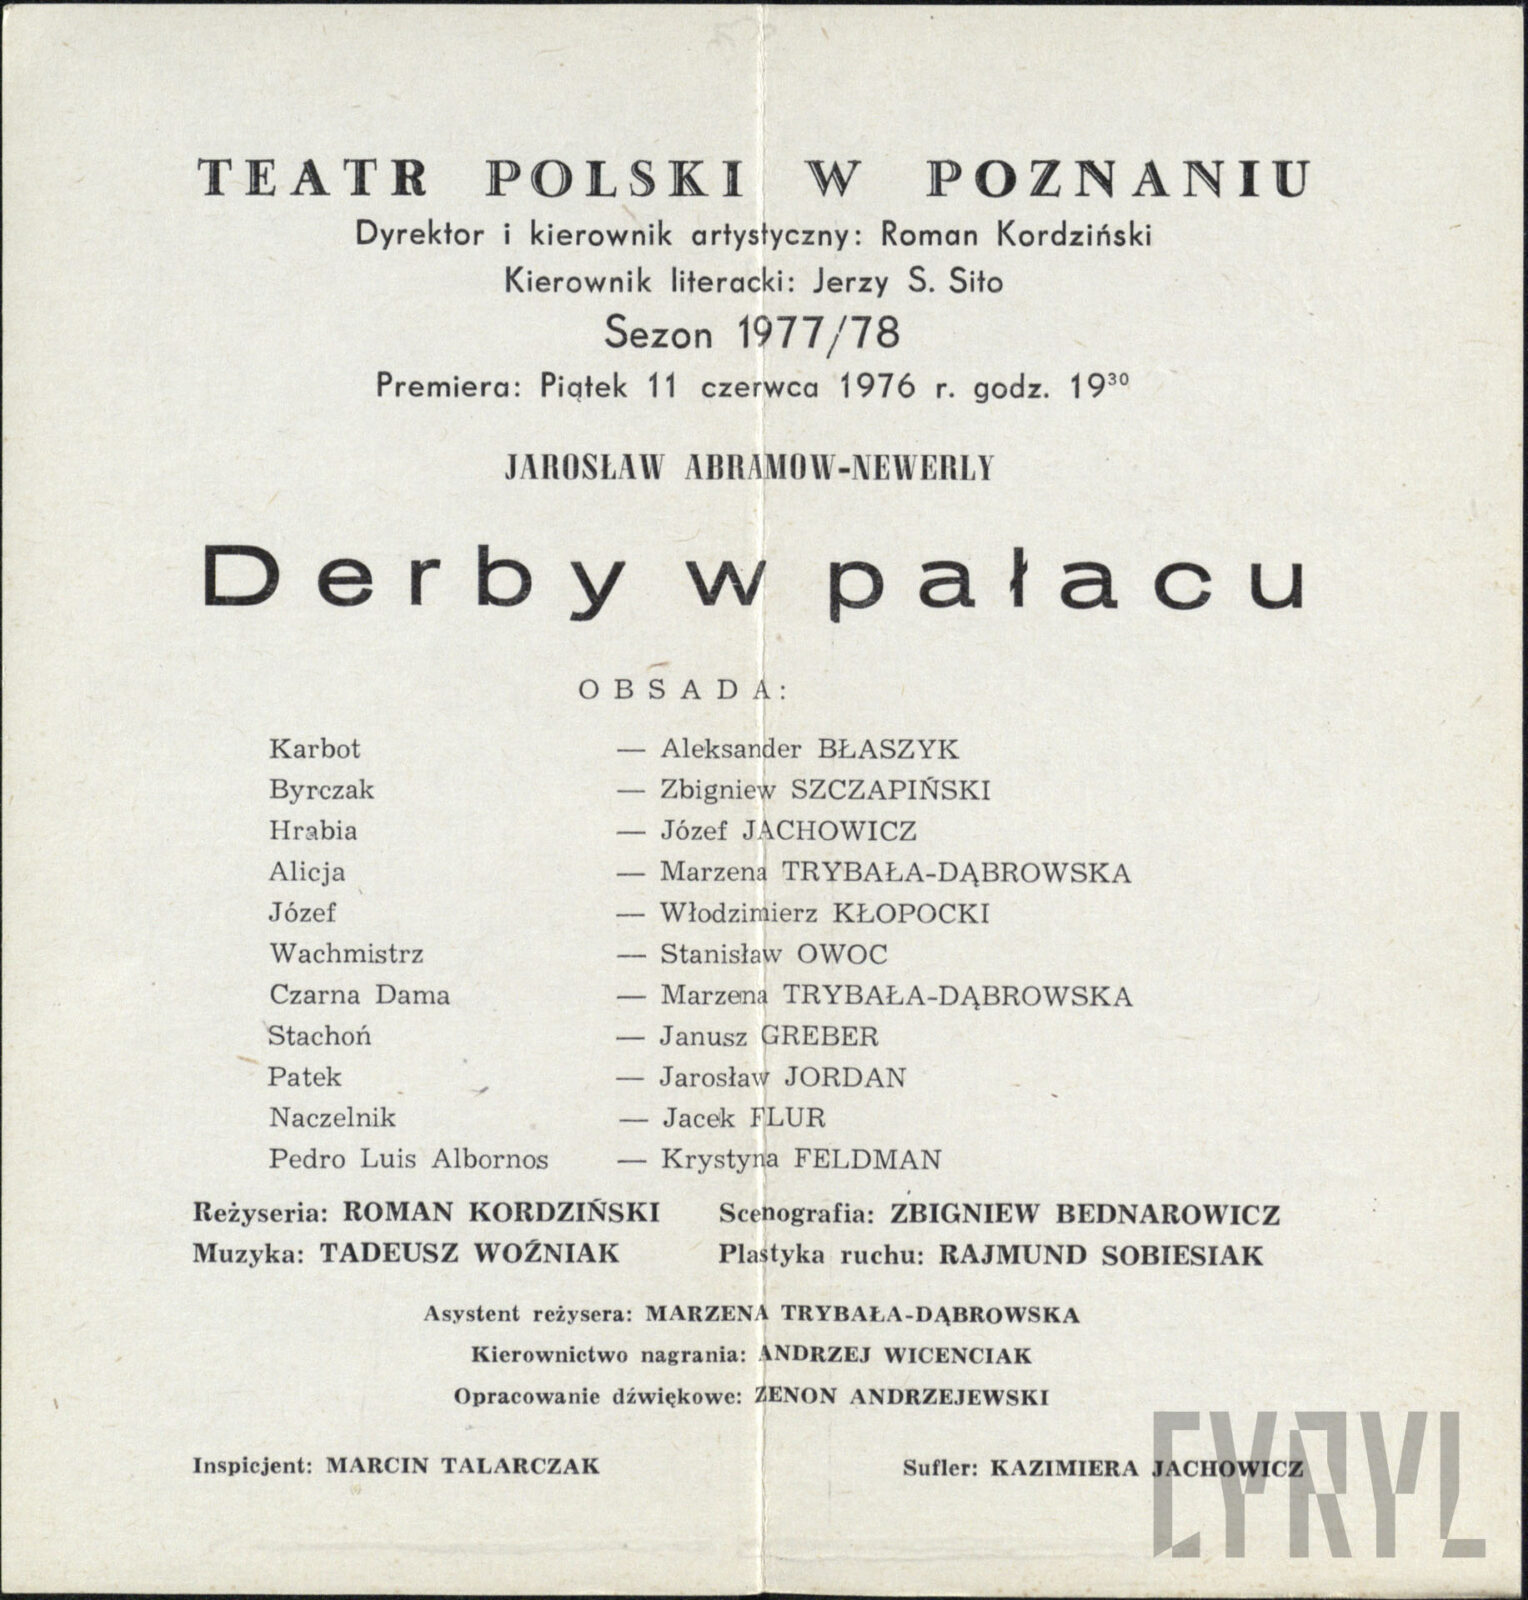 TEATR POLSKI W POZNANIU
Dyrektor i kierownik artystyczny: Roman Kordziński
Kierownik literacki: Jerzy S. Sito
Sezon 1977/78
Premiera: Piątek 11 czerwca 1976 r. godz. 19³⁰
JAROSŁAW ABRAMOW-NEWERLY
Derby w pałacu
OBSADA:
Karbot — Aleksander BŁASZYK
Byrczak — Zbigniew SZCZAPIŃSKI
Hrabia — Józef JACHOWICZ
Alicja — Marzena TRYBAŁA-DĄBROWSKA
Józef — Włodzimierz KŁOPOCKI
Wachmistrz — Stanisław OWOC
Czarna Dama — Marzena TRYBAŁA-DĄBROWSKA
Stachoń — Janusz GREBER
Patek — Jarosław JORDAN
Naczelnik — Jacek FLUR
Pedro Luis Albornos — Krystyna FELDMAN
Reżyseria: ROMAN KORDZIŃSKI Scenografia: ZBIGNIEW BEDNAROWICZ
Muzyka: TADEUSZ WOŹNIAK Plastyka ruchu: RAJMUND SOBIESIAK
Asystent reżysera: MARZENA TRYBAŁA-DĄBROWSKA
Kierownictwo nagrania: ANDRZEJ WICENCIAK
Opracowanie dźwiękowe: ZENON ANDRZEJEWSKI
Inspicjent: MARCIN TALARCZAK Sufler: KAZIMIERA JACHOWICZ
CYRYL